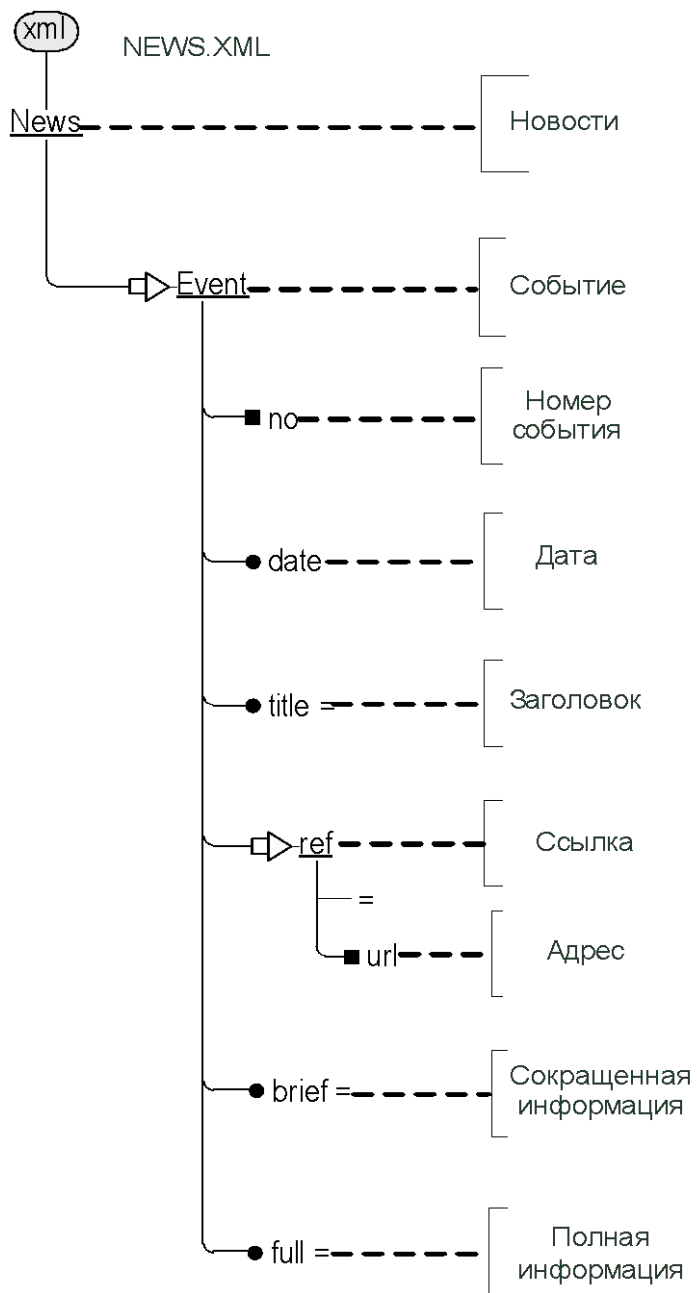 xml
NEWS.XML
News
Новости
Event
Событие
no
Номер
события
date
Дата
title =
Заголовок
ref
Ссылка
=
url
Адрес
brief =
Сокращенная
информация
full =
Полная
информация